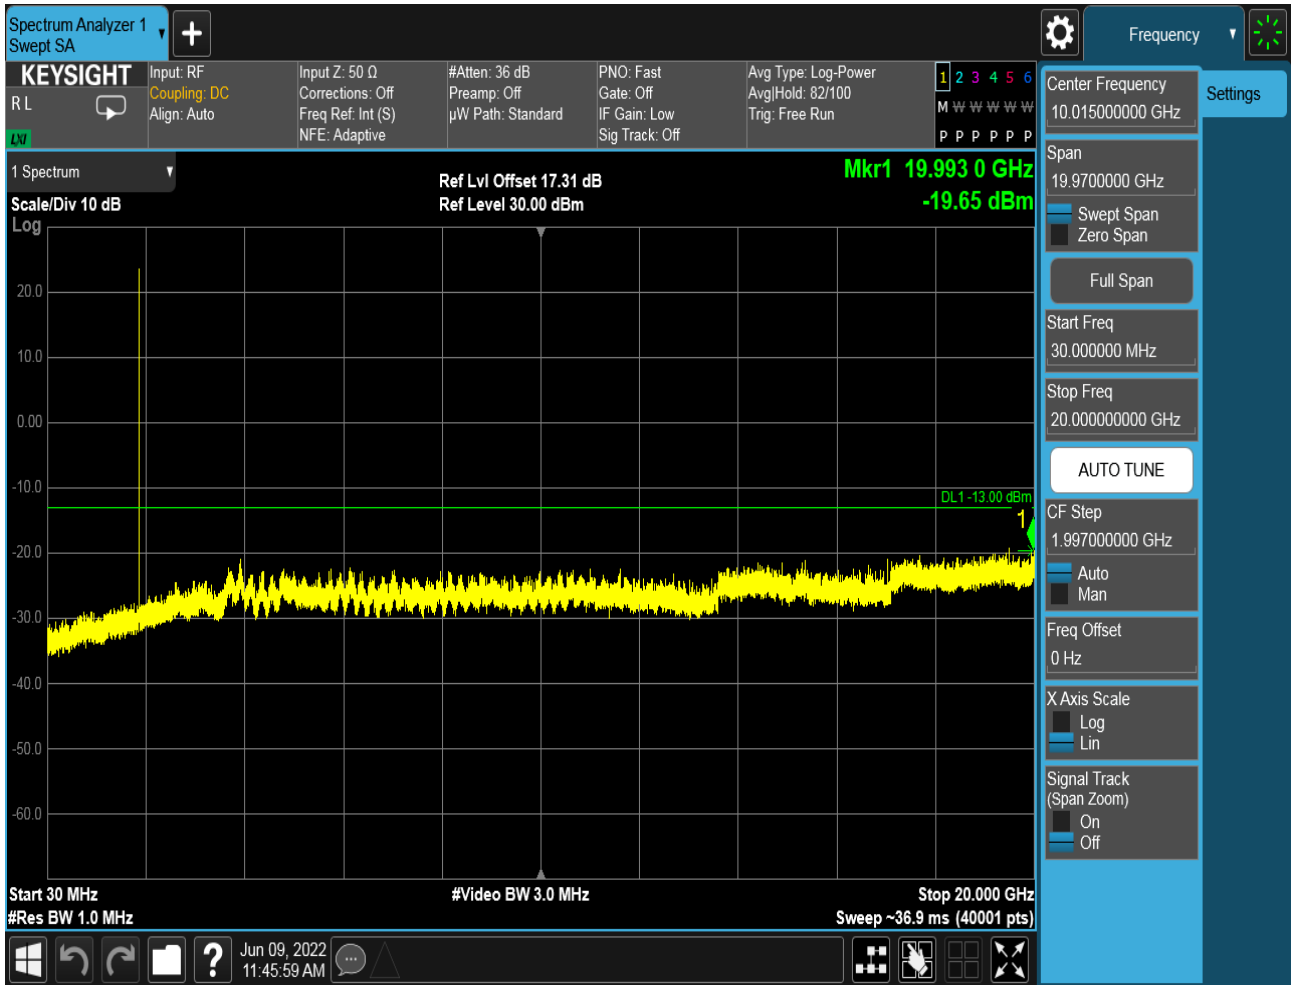 Spectrum Analyzer 1
Swept SA
+
Frequency
KEYSIGHT
R L
LXI
Input: RF
Coupling: DC
Align: Auto
Input Z: 50 Ω
Corrections: Off
Freq Ref: Int (S)
NFE: Adaptive
#Atten: 36 dB
Preamp: Off
µW Path: Standard
PNO: Fast
Gate: Off
IF Gain: Low
Sig Track: Off
Avg Type: Log-Power
Avg|Hold: 82/100
Trig: Free Run
1 2 3 4 5 6
M W W W W W
P P P P P P
1 Spectrum
Scale/Div 10 dB
Log
Ref Lvl Offset 17.31 dB
Ref Level 30.00 dBm
Mkr1 19.993 0 GHz
-19.65 dBm
20.0
10.0
0.00
-10.0
-20.0
-30.0
-40.0
-50.0
-60.0
DL1 -13.00 dBm
1
Start 30 MHz
#Res BW 1.0 MHz
#Video BW 3.0 MHz
Stop 20.000 GHz
Sweep ~36.9 ms (40001 pts)
Center Frequency
10.015000000 GHz
Settings
Span
19.9700000 GHz
Swept Span
Zero Span
Full Span
Start Freq
30.000000 MHz
Stop Freq
20.000000000 GHz
AUTO TUNE
CF Step
1.997000000 GHz
Auto
Man
Freq Offset
0 Hz
X Axis Scale
Log
Lin
Signal Track
(Span Zoom)
On
Off
?
Jun 09, 2022
11:45:59 AM